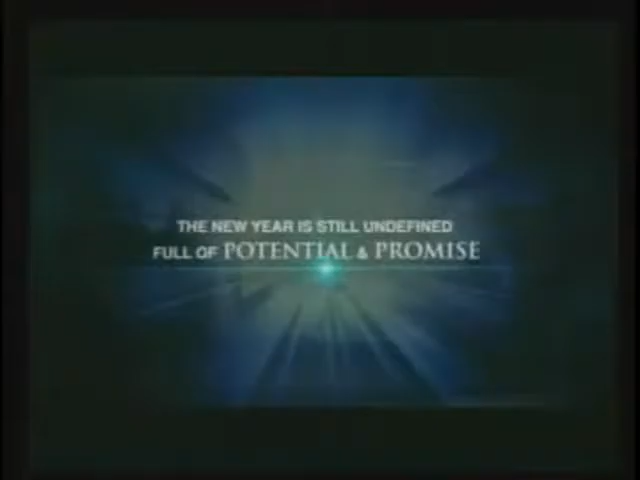 THE NEW YEAR IS STILL UNDEFINED
FULL OF POTENTIAL & PROMISE